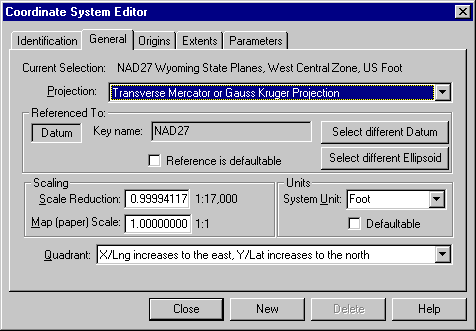 Coordinate System Editor
Identification General Origins Extents Parameters
Current Selection: NAD27 Wyoming State Planes, West Central Zone, US Foot
Projection: Transverse Mercator or Gauss Kruger Projection
Referenced To:
Datum Key name: NAD27 Select different Datum
Reference is defaultable Select different Ellipsoid
Scaling Units
Scale Reduction: 0.99994117 1:17,000 System Unit: Foot
Map (paper) Scale: 1.00000000 1:1 Defaultable
Quadrant: X/Lng increases to the east, Y/Lat increases to the north
Close New Delete Help